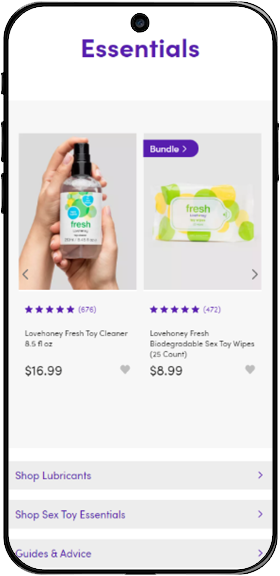 Essentials
Bundle >
fresh
fresh
★★★★★ (676)
★★★★★ (472)
Lovehoney Fresh Toy Cleaner
8.5 fl oz
Lovehoney Fresh
Biodegradable Sex Toy Wipes
(25 Count)
$16.99
$8.99
Shop Lubricants
Shop Sex Toy Essentials
Guides & Advice